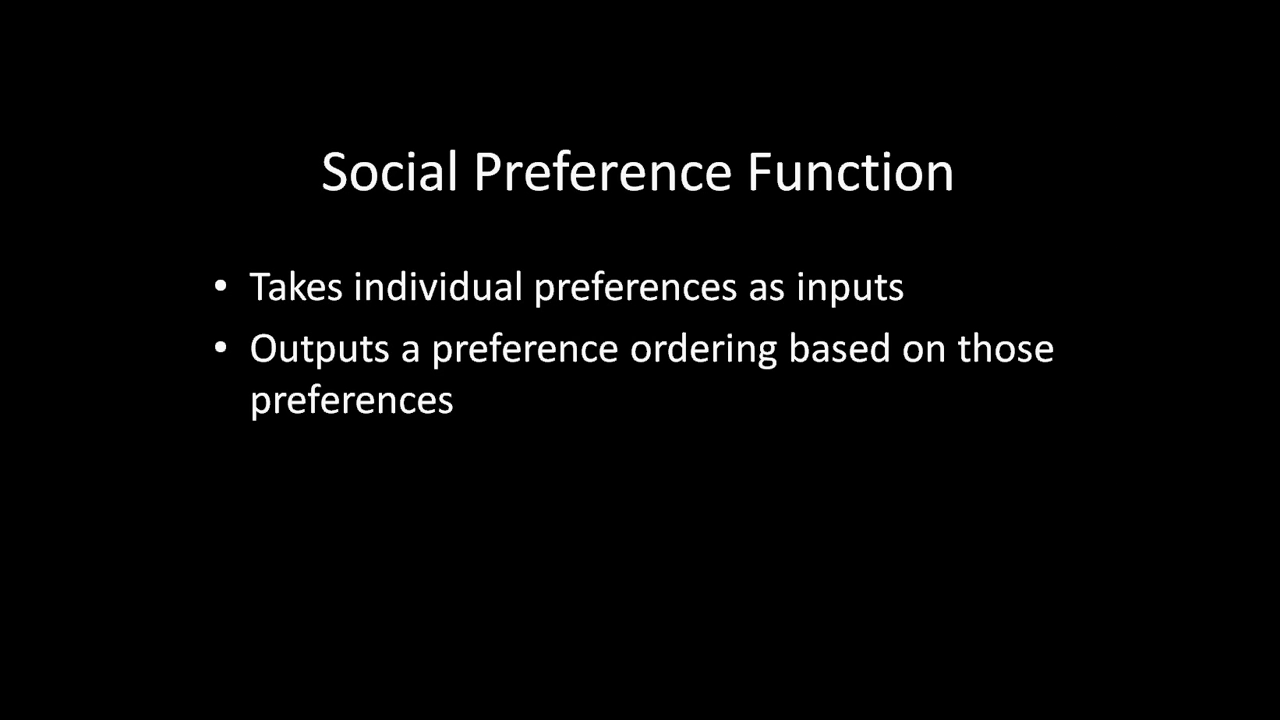 Social Preference Function
• Takes individual preferences as inputs
• Outputs a preference ordering based on those
preferences